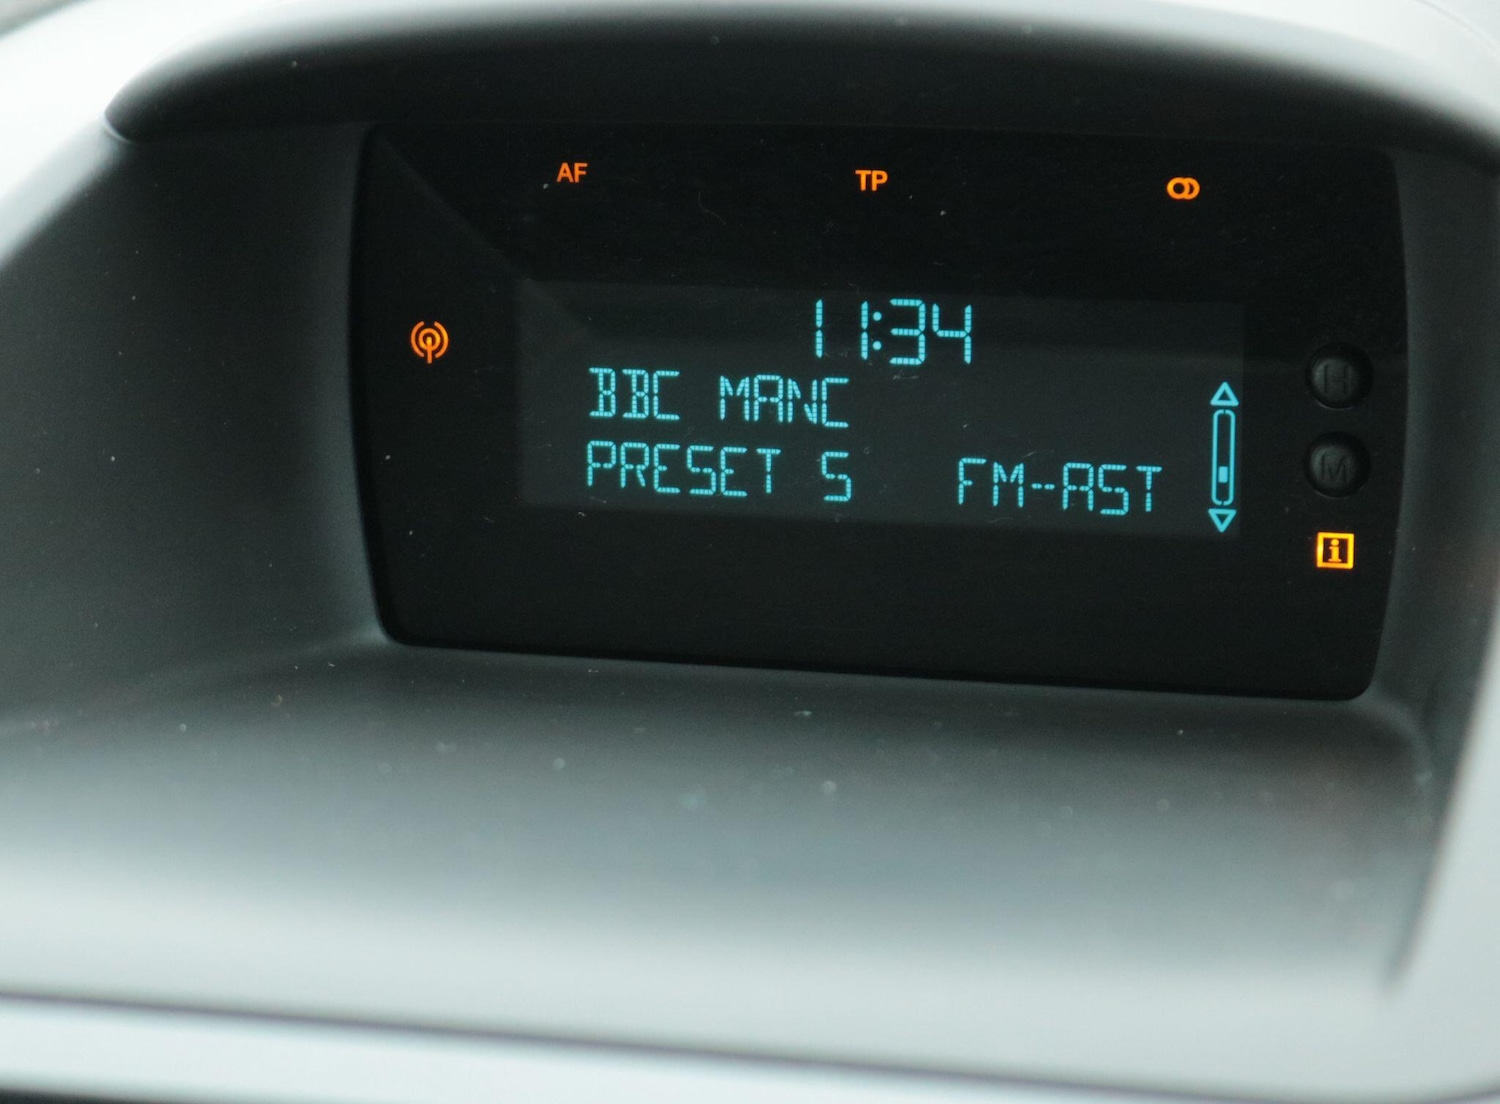 AF TP
11:34
BBC MANC
PRESET 5 FM-AST
H
M
i